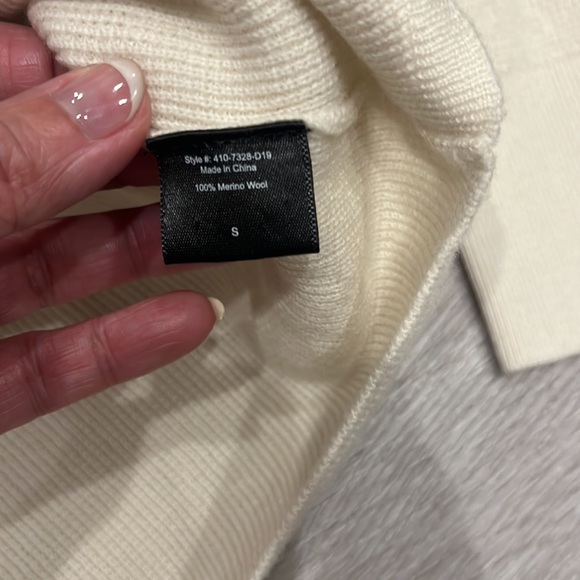 Style #: 410-7328-D19
Made in China
100% Merino Wool
S